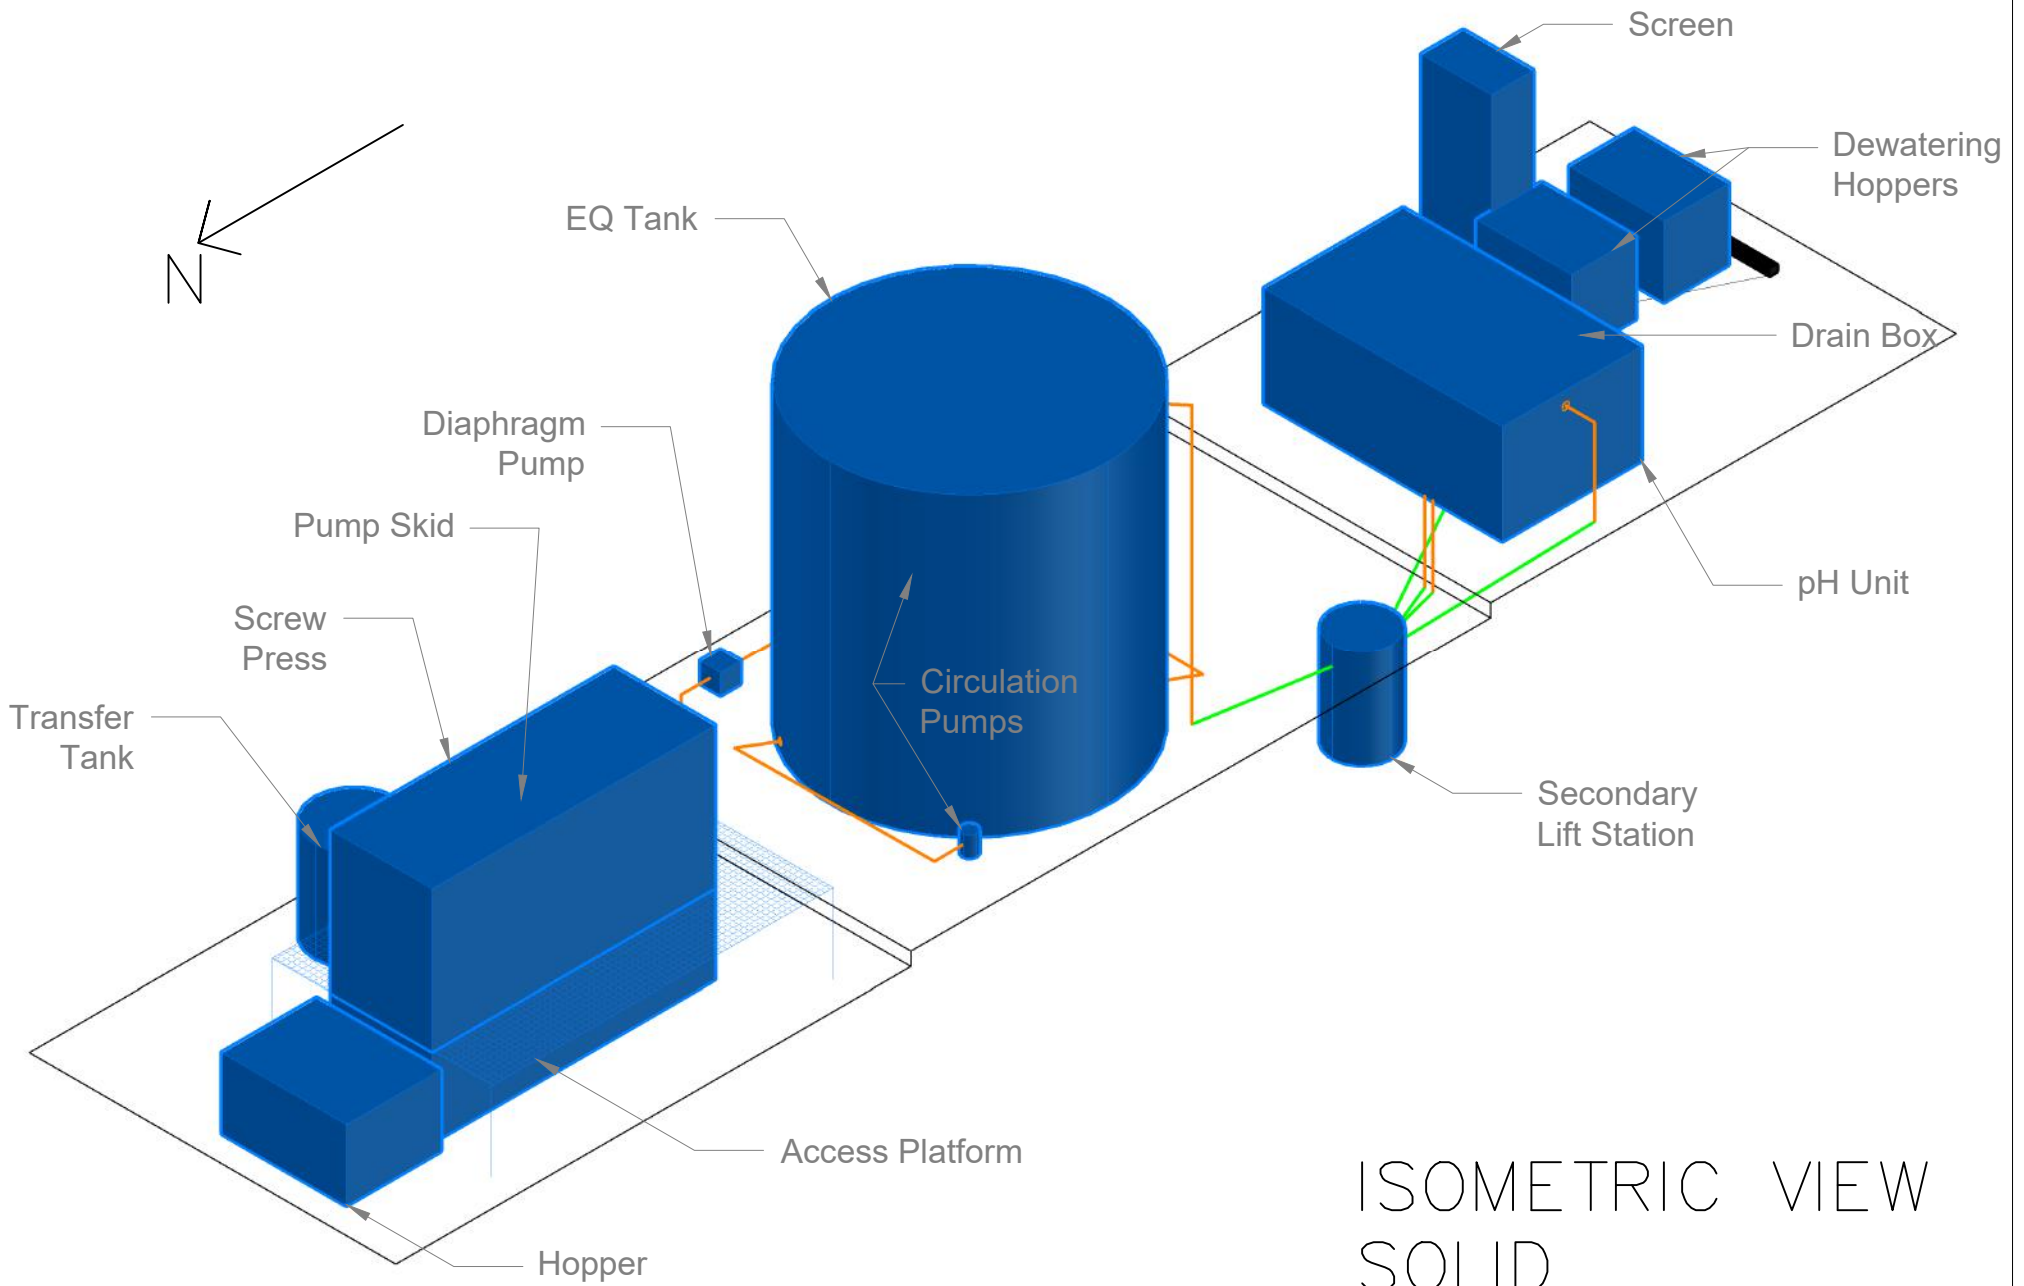 Screen
Dewatering
Hoppers
EQ Tank
N
Drain Box
Diaphragm
Pump
Pump Skid
pH Unit
Screw
Press
Circulation
Pumps
Transfer
Tank
Secondary
Lift Station
Access Platform
Hopper
ISOMETRIC VIEW
SOLID